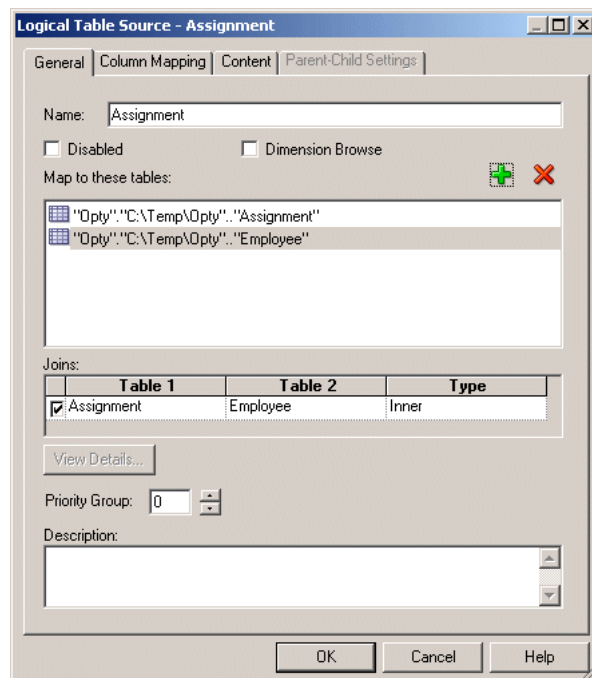 Logical Table Source - Assignment
General Column Mapping Content Parent-Child Settings
Name: Assignment
Disabled Dimension Browse
Map to these tables:
"Opty"."C:\Temp\Opty".."Assignment"
"Opty"."C:\Temp\Opty".."Employee"
Joins:
Table 1 Table 2 Type
Assignment Employee Inner
View Details...
Priority Group: 0
Description:
OK Cancel Help